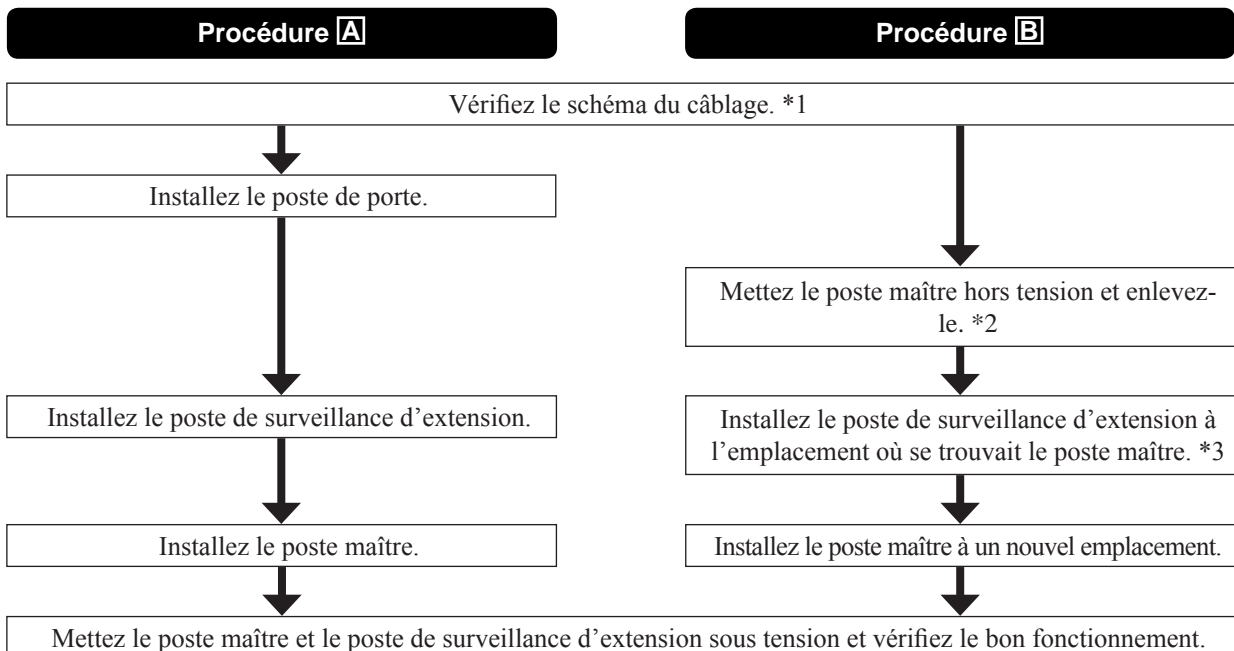 Procédure A
Procédure B
Vérifiez le schéma du câblage. *1
Installez le poste de porte.
Mettez le poste maître hors tension et enlevez-
le. *2
Installez le poste de surveillance d’extension.
Installez le poste de surveillance d’extension à
l’emplacement où se trouvait le poste maître. *3
Installez le poste maître.
Installez le poste maître à un nouvel emplacement.
Mettez le poste maître et le poste de surveillance d’extension sous tension et vérifiez le bon fonctionnement.